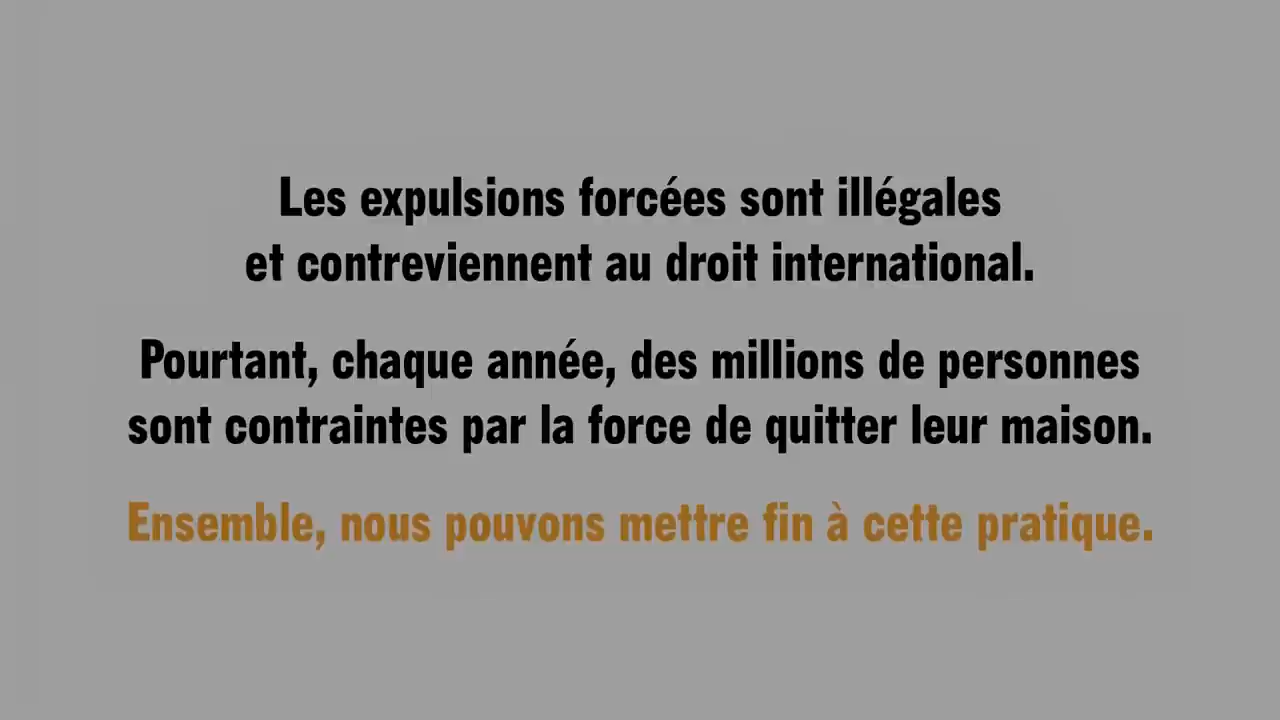 Les expulsions forcées sont illégales
et contreviennent au droit international.
Pourtant, chaque année, des millions de personnes
sont contraintes par la force de quitter leur maison.
Ensemble, nous pouvons mettre fin à cette pratique.